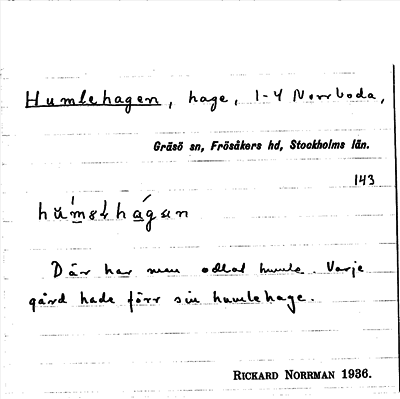 Humlehagen, hage, 1-4 Norrboda,
Gräsö sn, Frösåkers hd, Stockholms län.
143
Där har man odlat humle. Varje
gård hade förr sin humlehage.
RICKARD NORRMAN 1936.